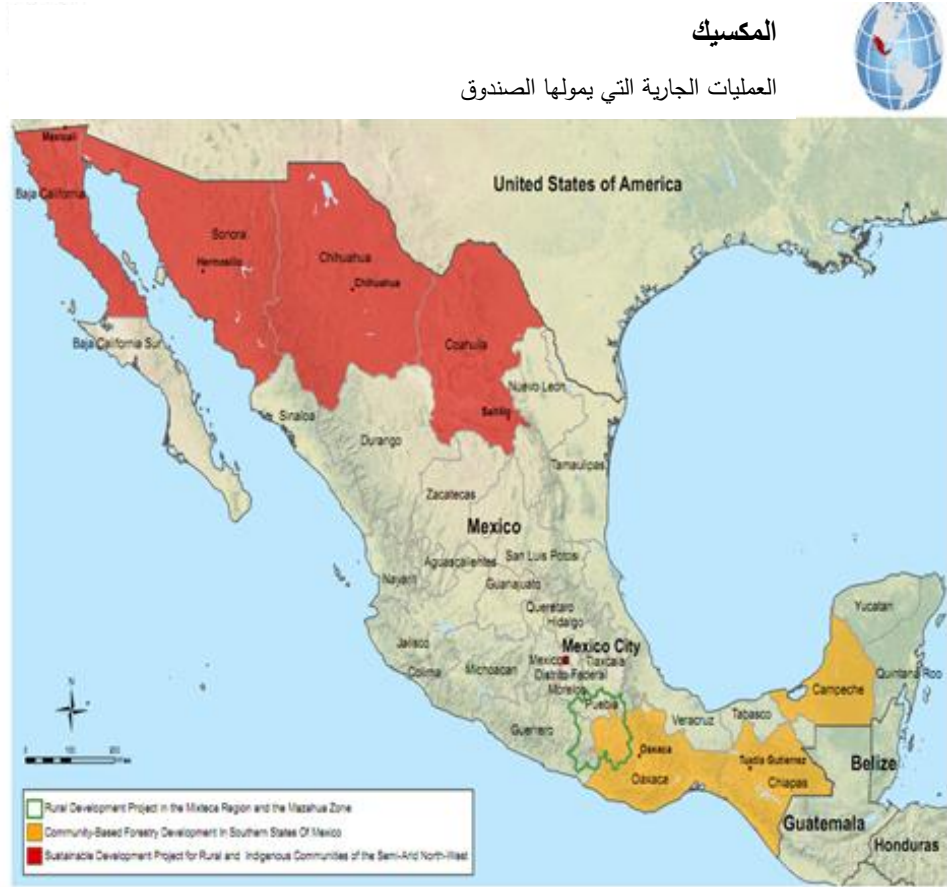 المكسيك
العمليات الجارية التي يمولها الصندوق
Mexicali
Baja California
United States of America
Sonora
Hermosillo
Chihuahua
Chihuahua
Baja California Sur
Coahuila
Nuevo Leon
Saltillo
Sinaloa
Durango
Tamaulipas
Zacatecas
Mexico
Aguascalientes
San Luis Potosi
Nayarit
Guanajuato
Queretaro
Hidalgo
Yucatan
Jalisco
Mexico City
Mexico
Tlaxcala
Colima
Michoacan
Distrito Federal
Quintana Roo
Morelos
Campeche
Puebla
Guerrero
Veracruz
Tabasco
Oaxaca
Tuxtla Gutierrez
Belize
Oaxaca
Chiapas
N
Guatemala
Honduras
Rural Development Project in the Mixteca Region and the Mazahua Zone
Community-Based Forestry Development In Southern States Of Mexico
Sustainable Development Project for Rural and Indigenous Communities of the Semi-Arid North-West